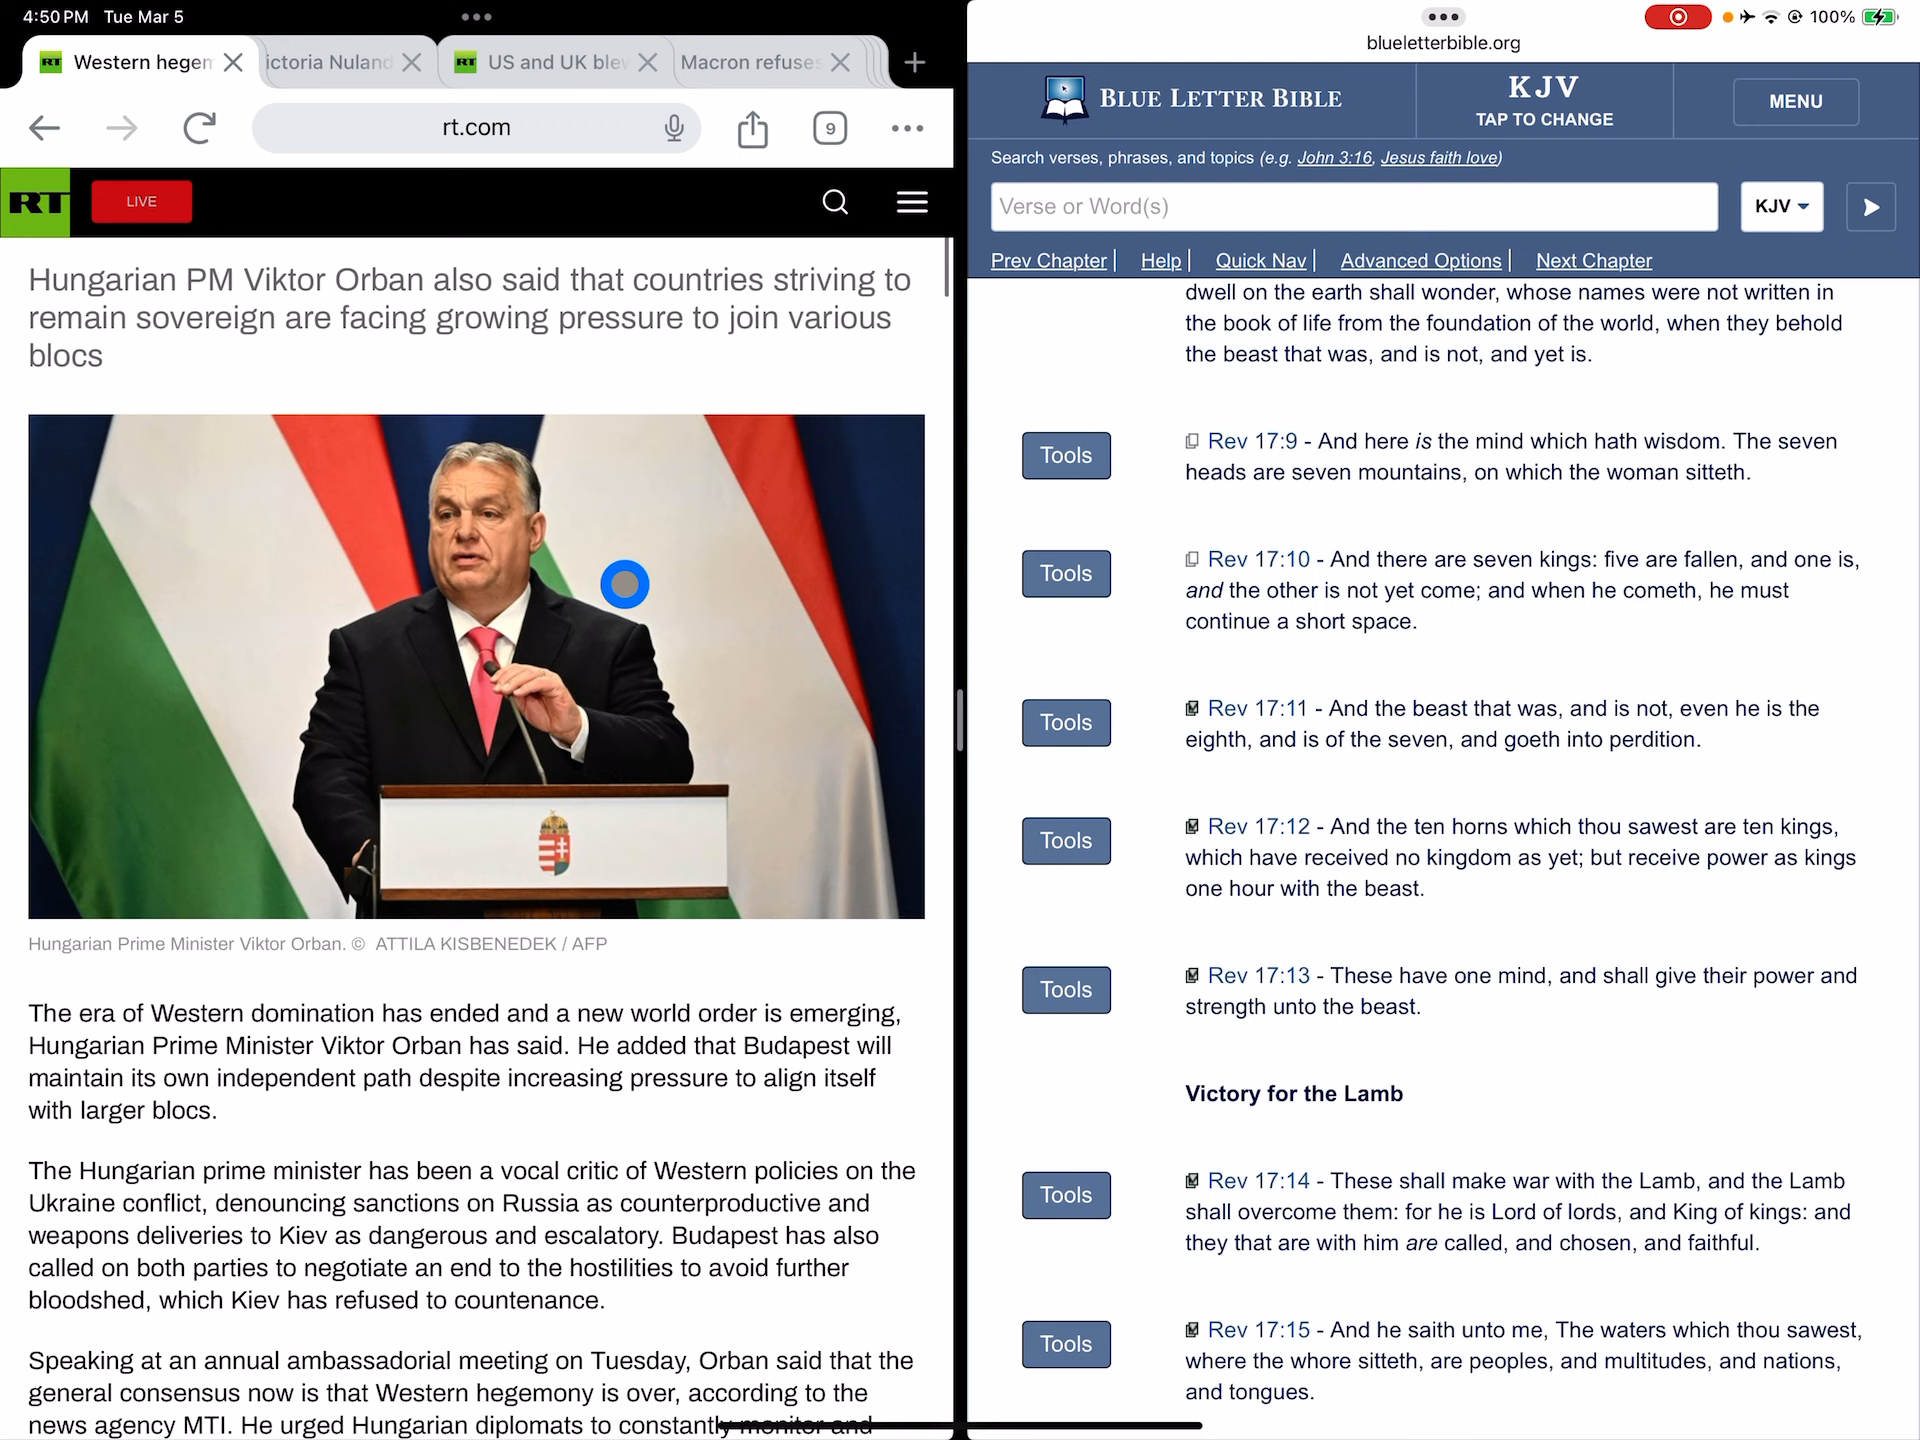 4:50 PM Tue Mar 5
Western hegem
ictoria Nuland
RT
US and UK blev
Macron refuses
rt.com
9
RT
LIVE
Hungarian PM Viktor Orban also said that countries striving to
remain sovereign are facing growing pressure to join various
blocs
Hungarian Prime Minister Viktor Orban. © ATTILA KISBENEDEK / AFP
The era of Western domination has ended and a new world order is emerging,
Hungarian Prime Minister Viktor Orban has said. He added that Budapest will
maintain its own independent path despite increasing pressure to align itself
with larger blocs.
The Hungarian prime minister has been a vocal critic of Western policies on the
Ukraine conflict, denouncing sanctions on Russia as counterproductive and
weapons deliveries to Kiev as dangerous and escalatory. Budapest has also
called on both parties to negotiate an end to the hostilities to avoid further
bloodshed, which Kiev has refused to countenance.
Speaking at an annual ambassadorial meeting on Tuesday, Orban said that the
general consensus now is that Western hegemony is over, according to the
news agency MTI. He urged Hungarian diplomats to constantly monitor and
100%
blueletterbible.org
BLUE LETTER BIBLE
KJV
TAP TO CHANGE
MENU
Search verses, phrases, and topics (e.g. John 3:16, Jesus faith love)
Verse or Word(s)
KJV
Prev Chapter | Help | Quick Nav | Advanced Options | Next Chapter
dwell on the earth shall wonder, whose names were not written in
the book of life from the foundation of the world, when they behold
the beast that was, and is not, and yet is.
Tools
Rev 17:9 - And here is the mind which hath wisdom. The seven
heads are seven mountains, on which the woman sitteth.
Tools
Rev 17:10 - And there are seven kings: five are fallen, and one is,
and the other is not yet come; and when he cometh, he must
continue a short space.
Tools
Rev 17:11 - And the beast that was, and is not, even he is the
eighth, and is of the seven, and goeth into perdition.
Tools
Rev 17:12 - And the ten horns which thou sawest are ten kings,
which have received no kingdom as yet; but receive power as kings
one hour with the beast.
Tools
Rev 17:13 - These have one mind, and shall give their power and
strength unto the beast.
Victory for the Lamb
Tools
Rev 17:14 - These shall make war with the Lamb, and the Lamb
shall overcome them: for he is Lord of lords, and King of kings: and
they that are with him are called, and chosen, and faithful.
Tools
Rev 17:15 - And he saith unto me, The waters which thou sawest,
where the whore sitteth, are peoples, and multitudes, and nations,
and tongues.